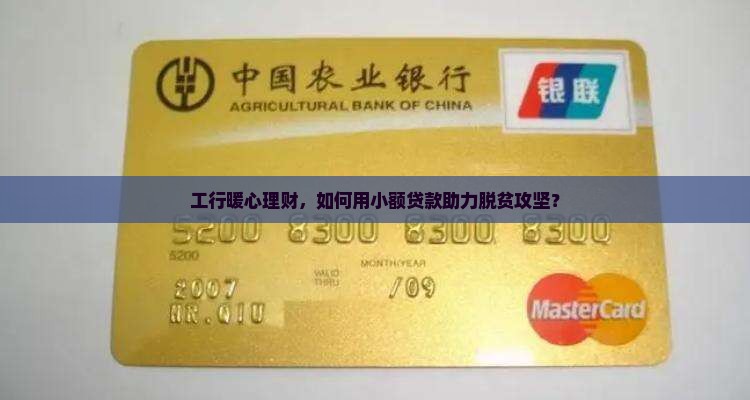 中国农业银行
AGRICULTURAL BANK OF CHINA
银联
工行暖心理财，如何用小额贷款助力脱贫攻坚？
5200 8300 8300 8300
5200
MONTH/YEAR
VALID
THRU
2007 /09
MR.QIU
MasterCard